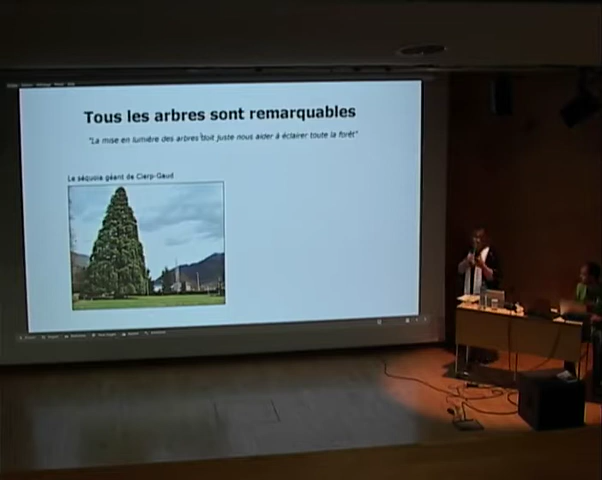 Tous les arbres sont remarquables
"La mise en lumière des arbres doit juste nous aider à éclairer toute la forêt"
Le séquoia géant de Cierp-Gaud